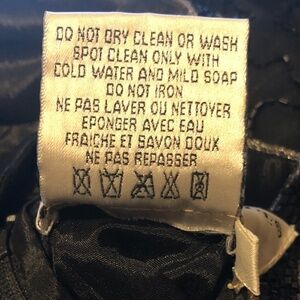 DO NOT DRY CLEAN OR WASH
SPOT CLEAN ONLY WITH
COLD WATER AND MILD SOAP
DO NOT IRON
NE PAS LAVER OU NETTOYER
EPONGER AVEC EAU
FRAICHE ET SAVON DOUX
NE PAS REPASSER